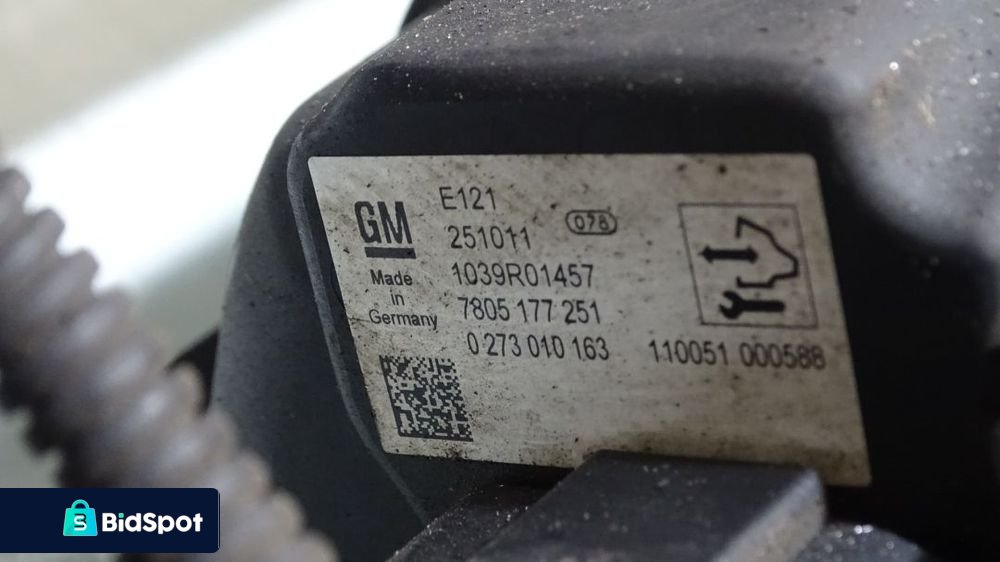 GM
Made
in
Germany
E121
078
251011
1039R01457
7805 177 251
0 273 010 163
110051 000588
BidSpot